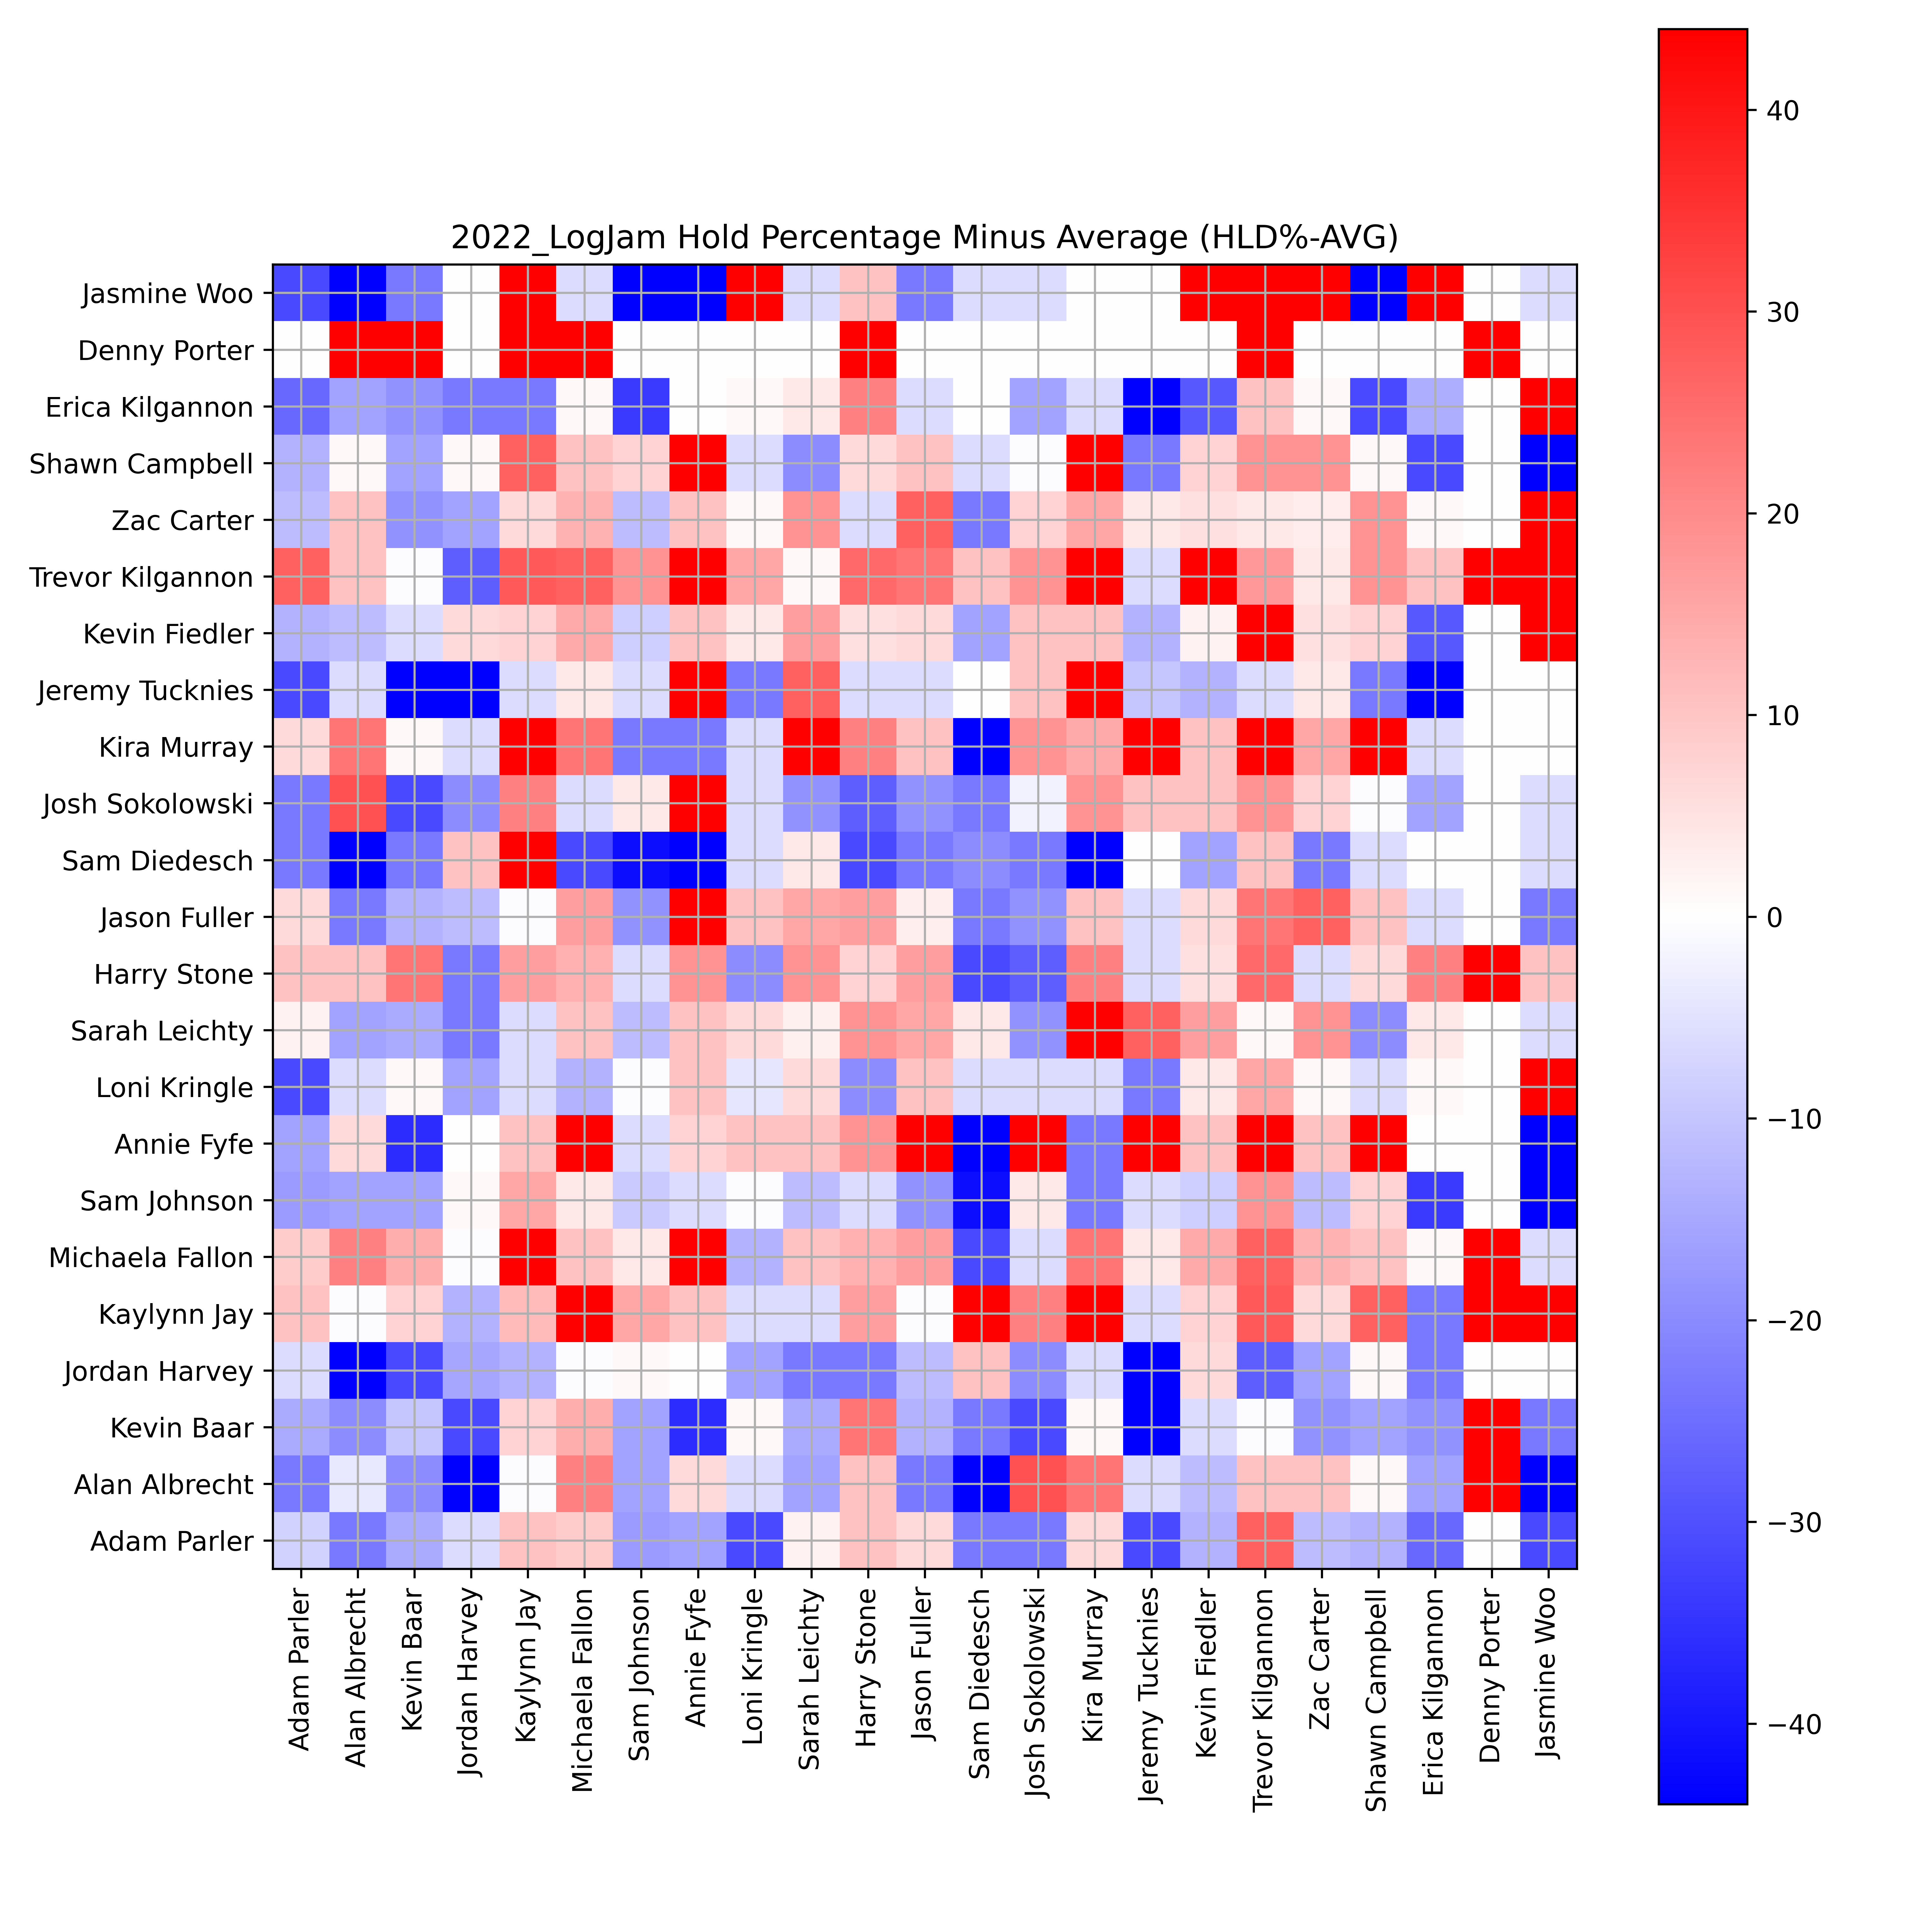 2022_LogJam Hold Percentage Minus Average (HLD%-AVG)
Jasmine Woo
Denny Porter
Erica Kilgannon
Shawn Campbell
Zac Carter
Trevor Kilgannon
Kevin Fiedler
Jeremy Tucknies
Kira Murray
Josh Sokolowski
Sam Diedesch
Jason Fuller
Harry Stone
Sarah Leichty
Loni Kringle
Annie Fyfe
Sam Johnson
Michaela Fallon
Kaylynn Jay
Jordan Harvey
Kevin Baar
Alan Albrecht
Adam Parler
Adam Parler
Alan Albrecht
Kevin Baar
Jordan Harvey
Kaylynn Jay
Michaela Fallon
Sam Johnson
Annie Fyfe
Loni Kringle
Sarah Leichty
Harry Stone
Jason Fuller
Sam Diedesch
Josh Sokolowski
Kira Murray
Jeremy Tucknies
Kevin Fiedler
Trevor Kilgannon
Zac Carter
Shawn Campbell
Erica Kilgannon
Denny Porter
Jasmine Woo
40
30
20
10
0
−10
−20
−30
−40